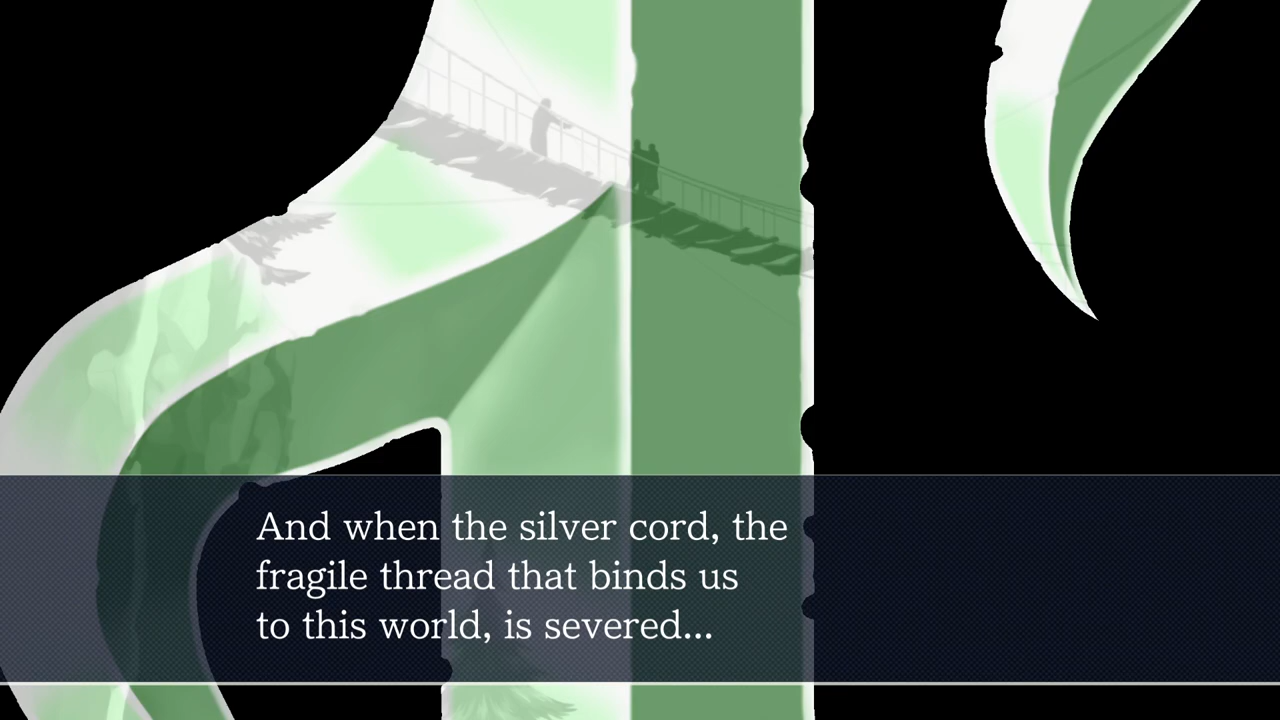 And when the silver cord, the
fragile thread that binds us
to this world, is severed...